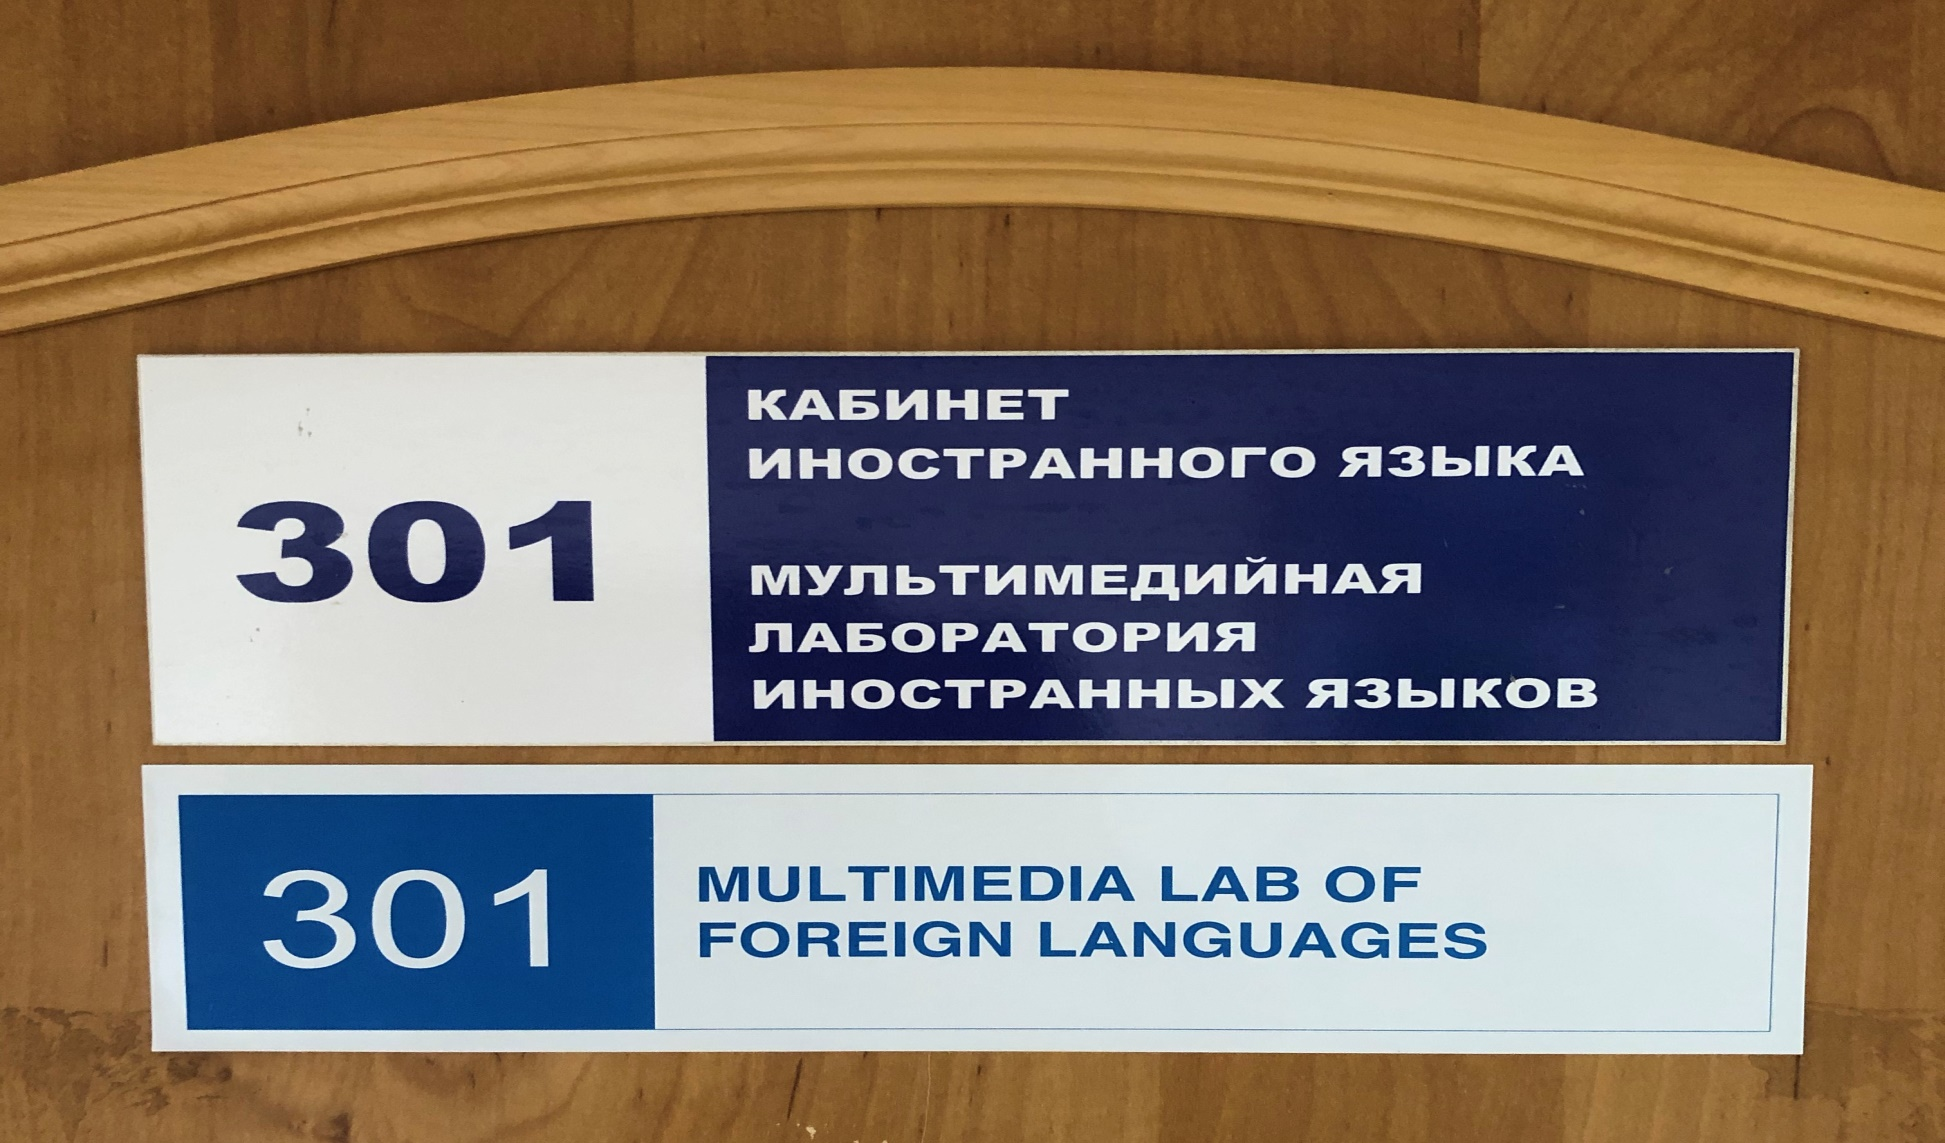 301
КАБИНЕТ
ИНОСТРАННОГО ЯЗЫКА
МУЛЬТИМЕДИЙНАЯ
ЛАБОРАТОРИЯ
ИНОСТРАННЫХ ЯЗЫКОВ
301
MULTIMEDIA LAB OF
FOREIGN LANGUAGES